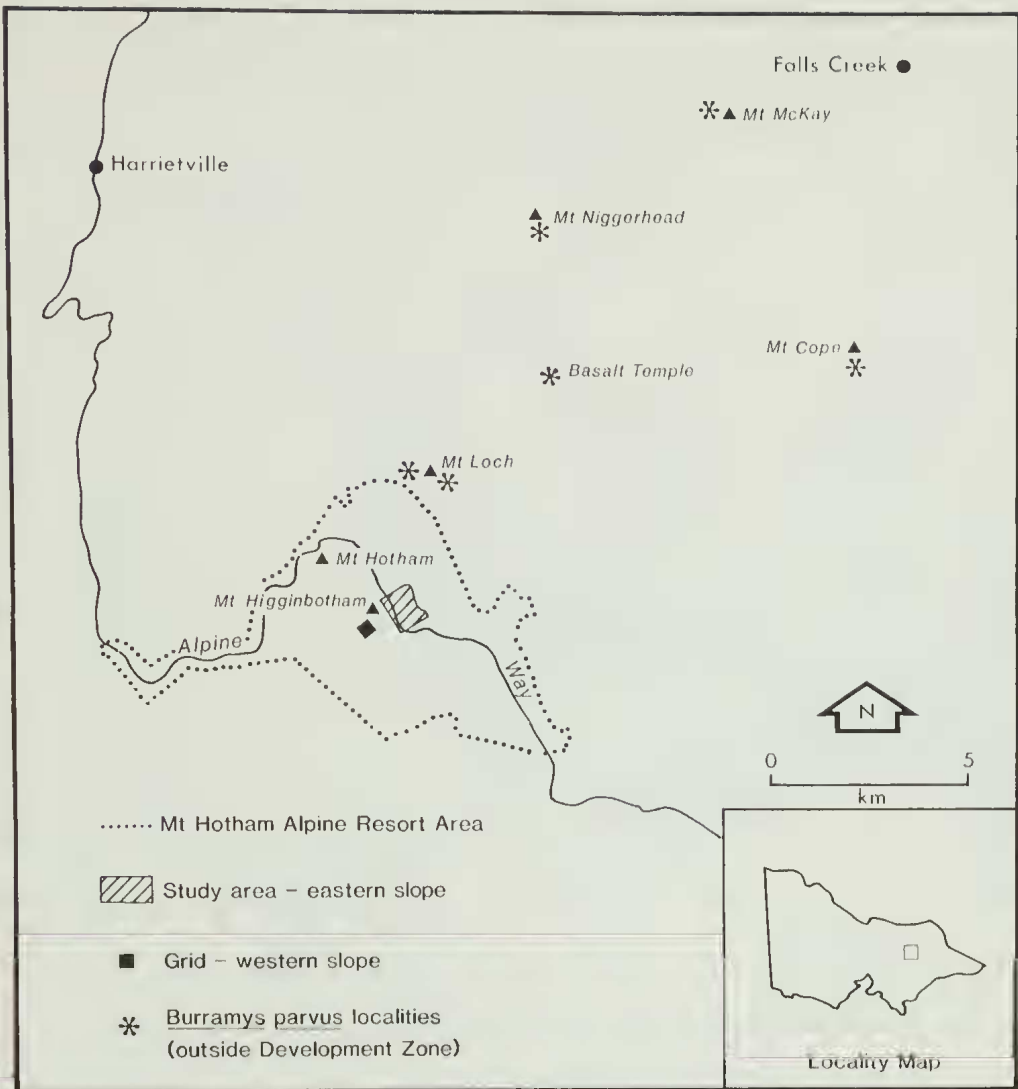 Falls Creek
Mt McKay
Harrietville
Mt Niggerhead
Mt Cope
Basalt Temple
Mt Loch
Mt Hotham
Mt Higginbotham
Alpine
Way
N
0 5
km
Mt Hotham Alpine Resort Area
Study area – eastern slope
Grid – western slope
Burramys parvus localities
(outside Development Zone)
Locality Map